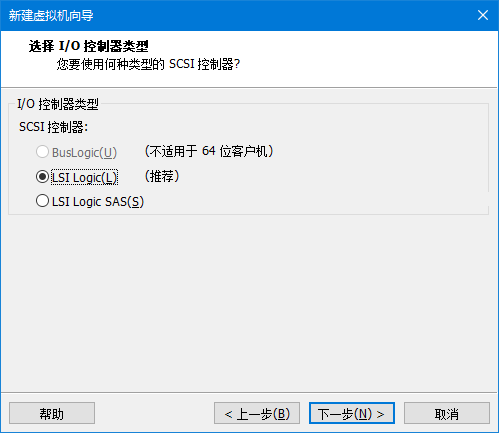 新建虚拟机向导
选择 I/O 控制器类型
您要使用何种类型的 SCSI 控制器?
I/O 控制器类型
SCSI 控制器:
BusLogic(U) (不适用于 64 位客户机)
LSI Logic(L) (推荐)
LSI Logic SAS(S)
帮助 < 上一步(B) 下一步(N) > 取消